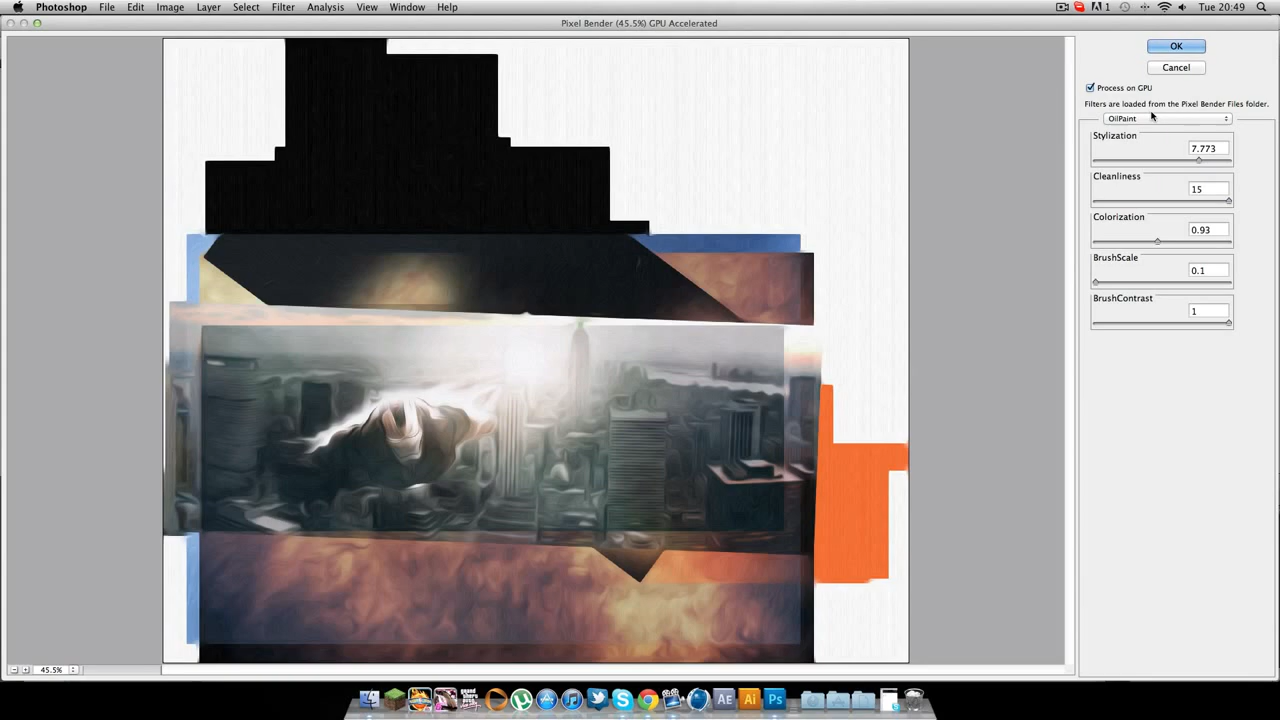 Photoshop File Edit Image Layer Select Filter Analysis View Window Help 1 Tue 20:49
Pixel Bender (45.5%) GPU Accelerated
OK
Cancel
Process on GPU
Filters are loaded from the Pixel Bender Files folder.
OilPaint
Stylization
7.773
Cleanliness
15
Colorization
0.93
BrushScale
0.1
BrushContrast
1
45.5%
AE Ai Ps